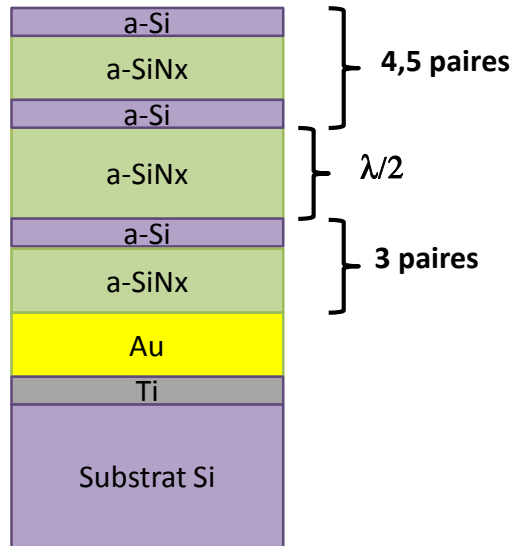 a-Si
a-SiNx
4,5 paires
a-Si
a-SiNx
λ/2
a-Si
a-SiNx
3 paires
Au
Ti
Substrat Si